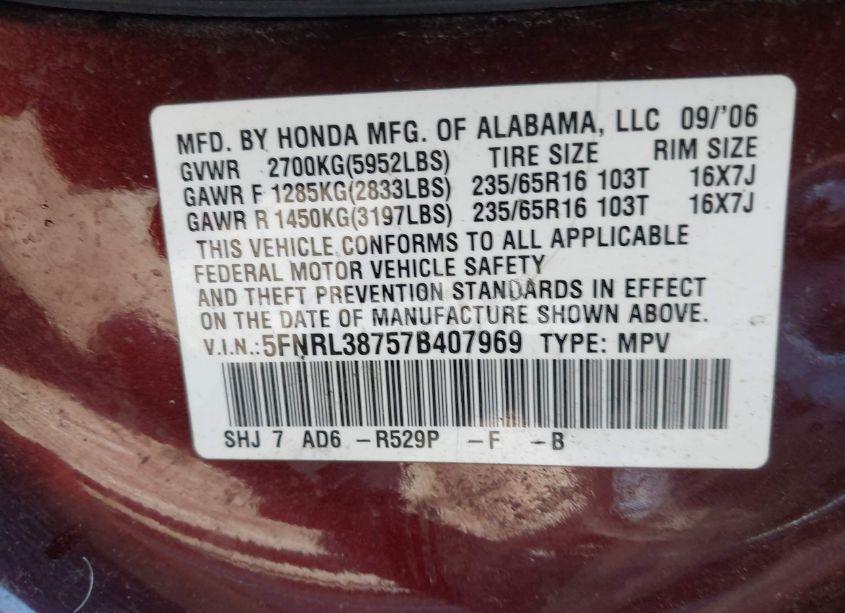 MFD. BY HONDA MFG. OF ALABAMA, LLC 09/'06
GVWR 2700KG(5952LBS) TIRE SIZE RIM SIZE
GAWR F 1285KG(2833LBS) 235/65R16 103T 16X7J
GAWR R 1450KG(3197LBS) 235/65R16 103T 16X7J
THIS VEHICLE CONFORMS TO ALL APPLICABLE
FEDERAL MOTOR VEHICLE SAFETY
AND THEFT PREVENTION STANDARDS IN EFFECT
ON THE DATE OF MANUFACTURE SHOWN ABOVE.
V.I.N.:5FNRL38757B407969 TYPE: MPV
SHJ 7 AD6 -R529P -F -B